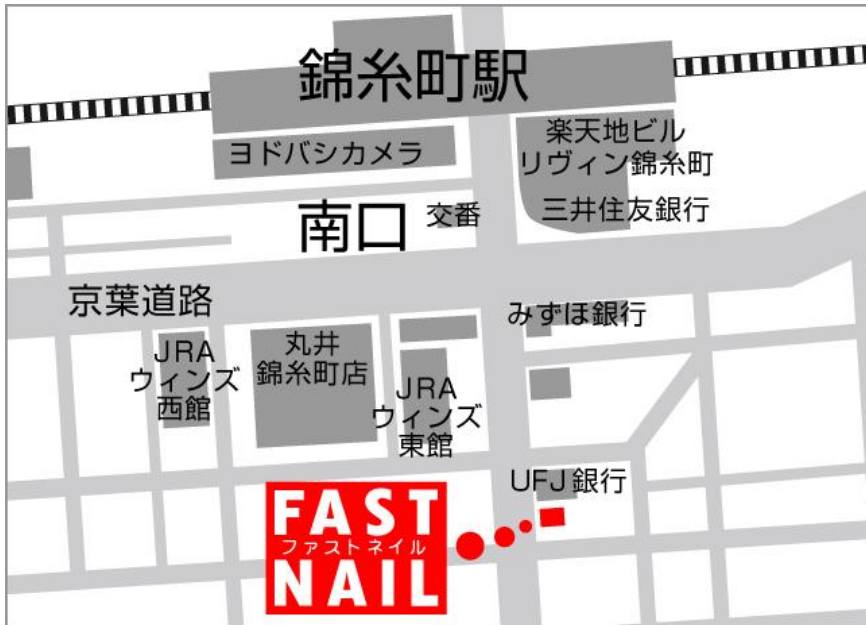 錦糸町駅
ヨドバシカメラ
楽天地ビル
リヴィン錦糸町
三井住友銀行
南口
交番
京葉道路
みずほ銀行
JRA
ウィンズ
西館
丸井
錦糸町店
JRA
ウィンズ
東館
UFJ銀行
FAST
ファストネイル
NAIL